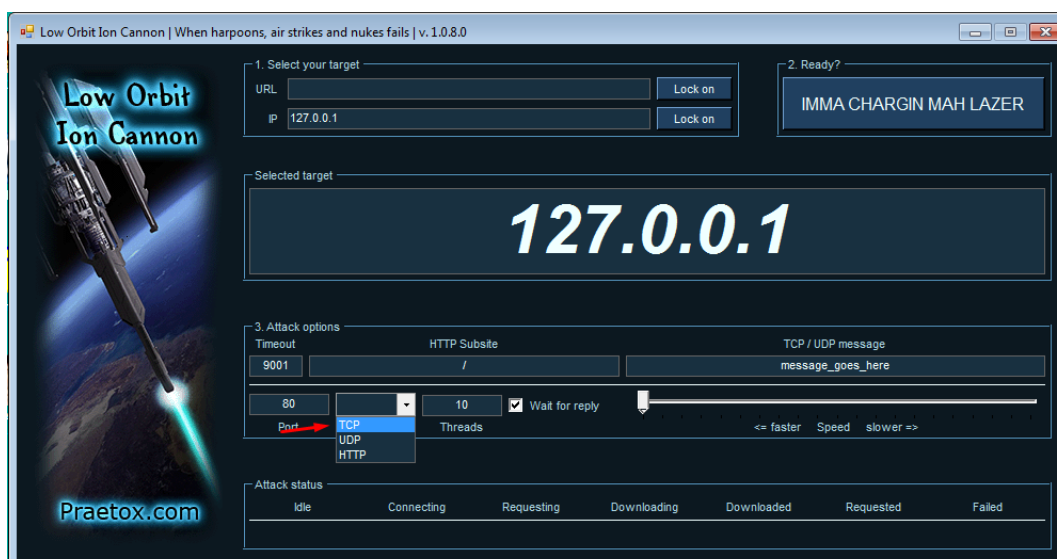 Low Orbit Ion Cannon | When harpoons, air strikes and nukes fails | v. 1.0.8.0
Low Orbit
Ion Cannon
Praetox.com
1. Select your target
URL Lock on
IP 127.0.0.1 Lock on
2. Ready?
IMMA CHARGIN MAH LAZER
Selected target
127.0.0.1
3. Attack options
Timeout HTTP Subsite TCP / UDP message
9001 / message_goes_here
80 10 Wait for reply
Port Threads <= faster Speed slower =>
TCP
UDP
HTTP
Attack status
Idle Connecting Requesting Downloading Downloaded Requested Failed